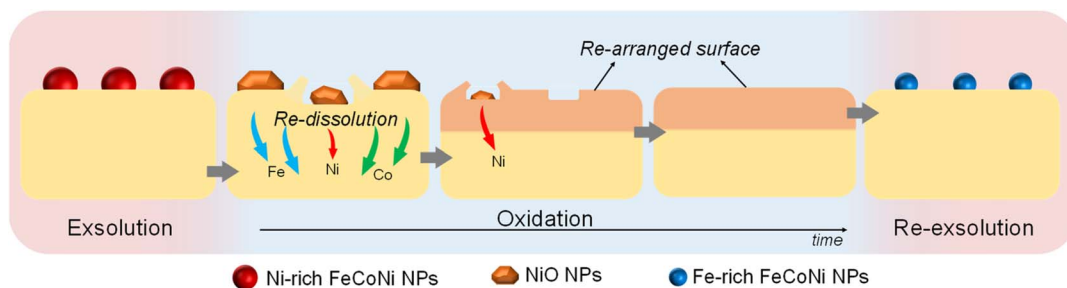 Re-arranged surface
Re-dissolution
Fe
Ni
Co
Ni
Exsolution
Oxidation
time
Re-exsolution
Ni-rich FeCoNi NPs
NiO NPs
Fe-rich FeCoNi NPs